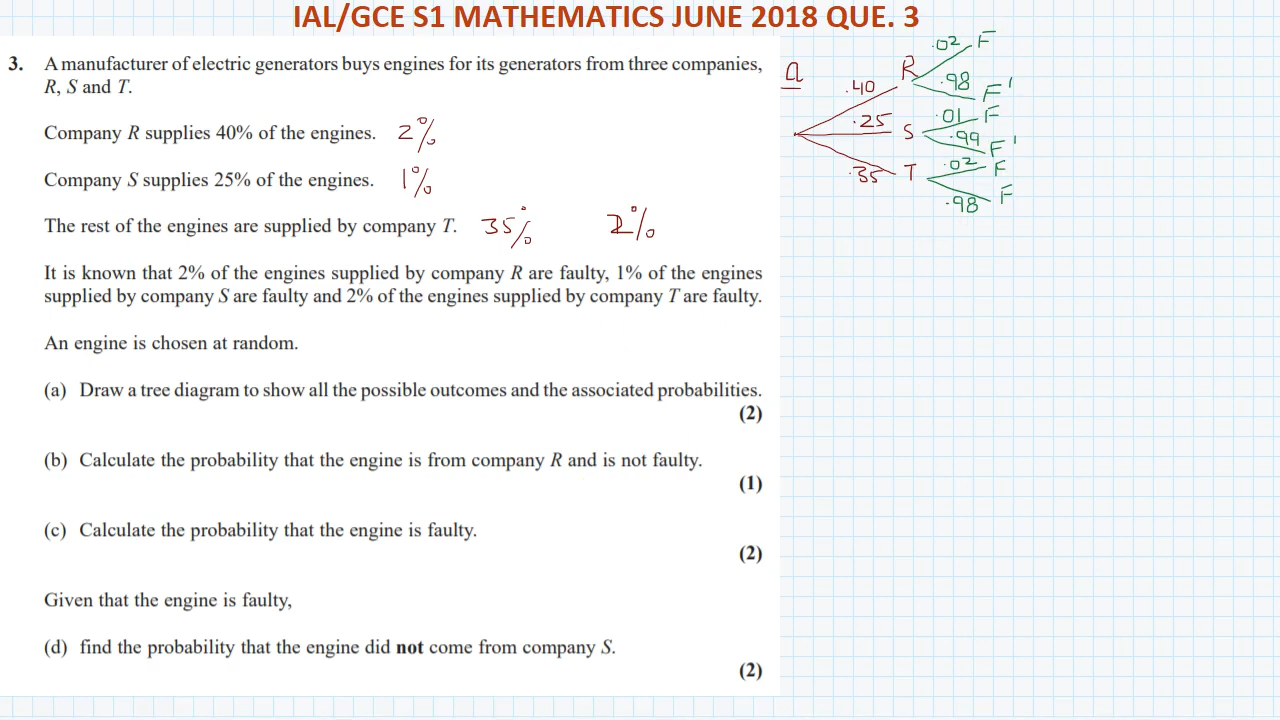 IAL/GCE S1 MATHEMATICS JUNE 2018 QUE. 3
3. A manufacturer of electric generators buys engines for its generators from three companies,
R, S and T.
Company R supplies 40% of the engines. 2%
Company S supplies 25% of the engines. 1%
The rest of the engines are supplied by company T. 35% 2%
It is known that 2% of the engines supplied by company R are faulty, 1% of the engines
supplied by company S are faulty and 2% of the engines supplied by company T are faulty.
An engine is chosen at random.
(a) Draw a tree diagram to show all the possible outcomes and the associated probabilities.
(2)
(b) Calculate the probability that the engine is from company R and is not faulty.
(1)
(c) Calculate the probability that the engine is faulty.
(2)
Given that the engine is faulty,
(d) find the probability that the engine did not come from company S.
(2)
a
.40 R
.02 F
.98 F'
.25 S
.01 F
.99 F'
.35 T
.02 F
.98 F